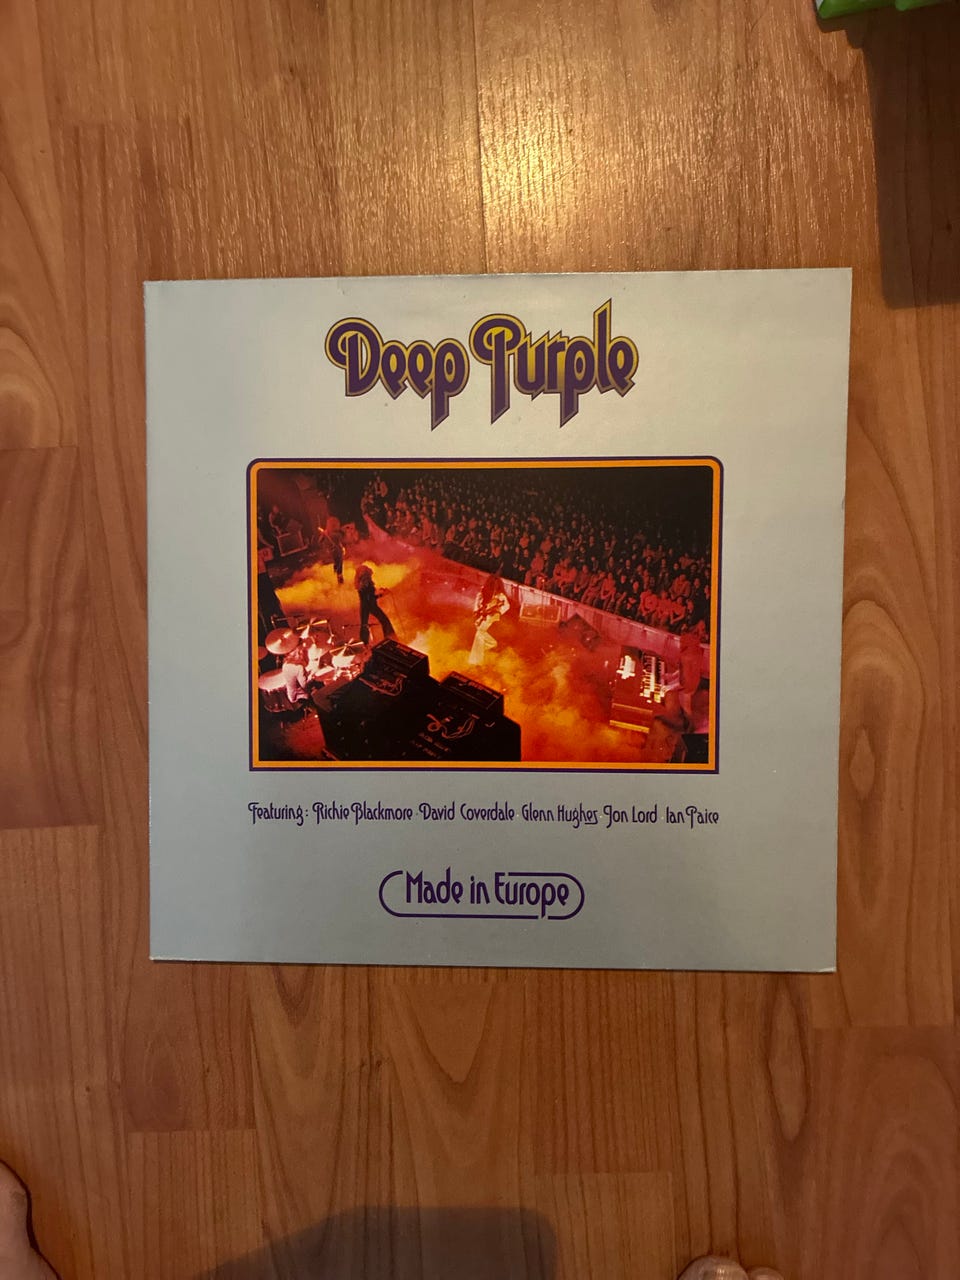 Deep Purple
Featuring: Richie Blackmore · David Coverdale · Glenn Hughes · Jon Lord · Ian Paice
Made in Europe